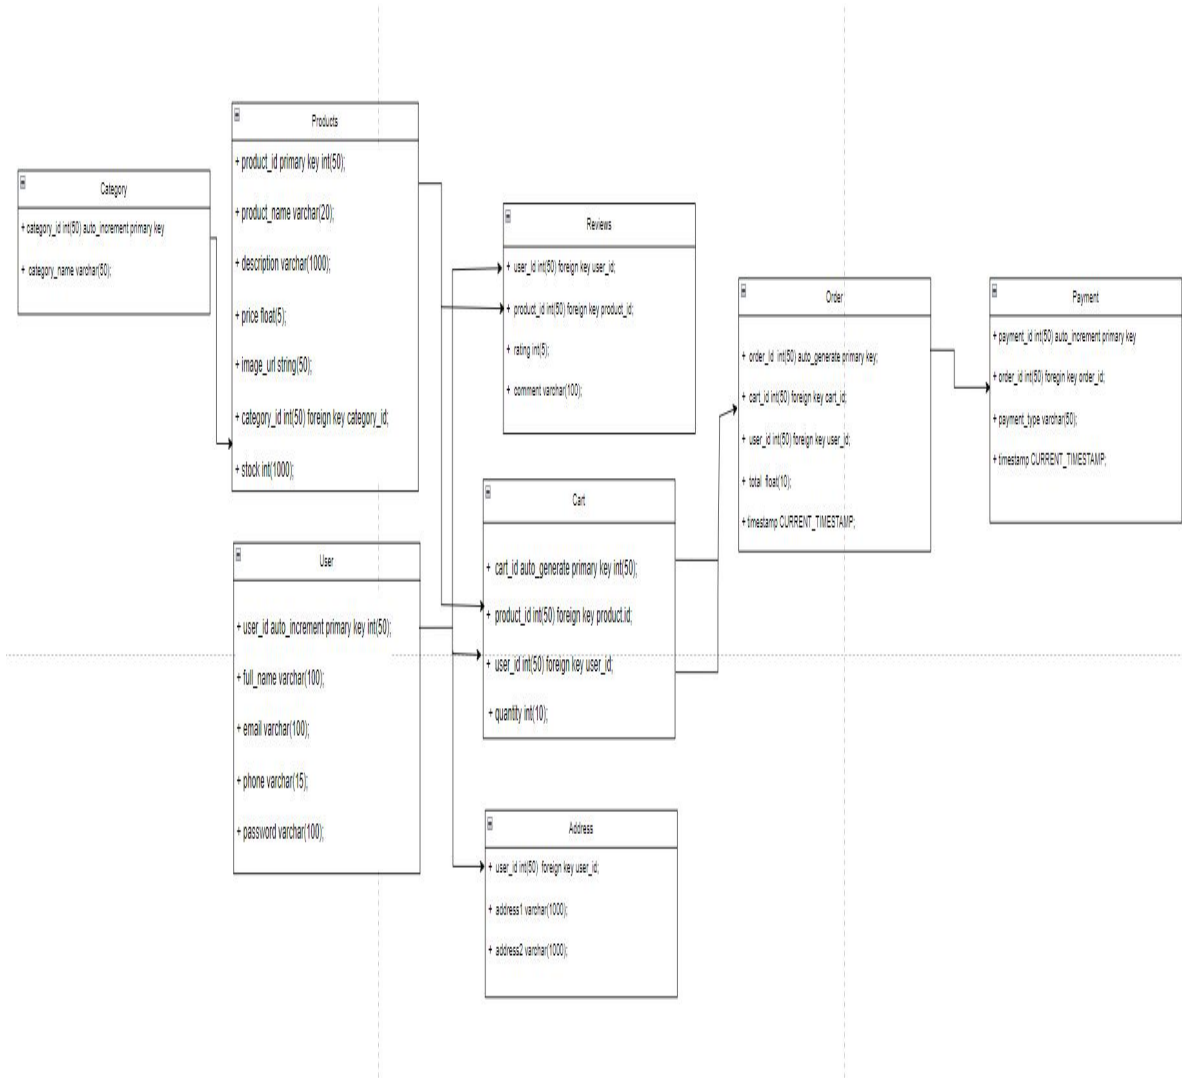 Category
+ category_id int(50) auto_increment primary key
+ category_name varchar(50);
Products
+ product_id primary key int(50);
+ product_name varchar(20);
+ description varchar(1000);
+ price float(5);
+ image_url string(50);
+ category_id int(50) foreign key category_id;
+ stock int(1000);
User
+ user_id auto_increment primary key int(50);
+ full_name varchar(100);
+ email varchar(100);
+ phone varchar(15);
+ password varchar(100);
Reviews
+ user_id int(50) foreign key user_id;
+ product_id int(50) foreign key product_id;
+ rating int(5);
+ comment varchar(100);
Cart
+ cart_id auto_generate primary key int(50);
+ product_id int(50) foreign key product.id;
+ user_id int(50) foreign key user_id;
+ quantity int(10);
Address
+ user_id int(50) foreign key user_id;
+ address1 varchar(1000);
+ address2 varchar(1000);
Order
+ order_id int(50) auto_generate primary key;
+ cart_id int(50) foreign key cart_id;
+ user_id int(50) foreign key user_id;
+ total float(10);
+ timestamp CURRENT_TIMESTAMP;
Payment
+ payment_id int(50) auto_increment primary key
+ order_id int(50) foregin key order_id;
+ payment_type varchar(50);
+ timestamp CURRENT_TIMESTAMP;